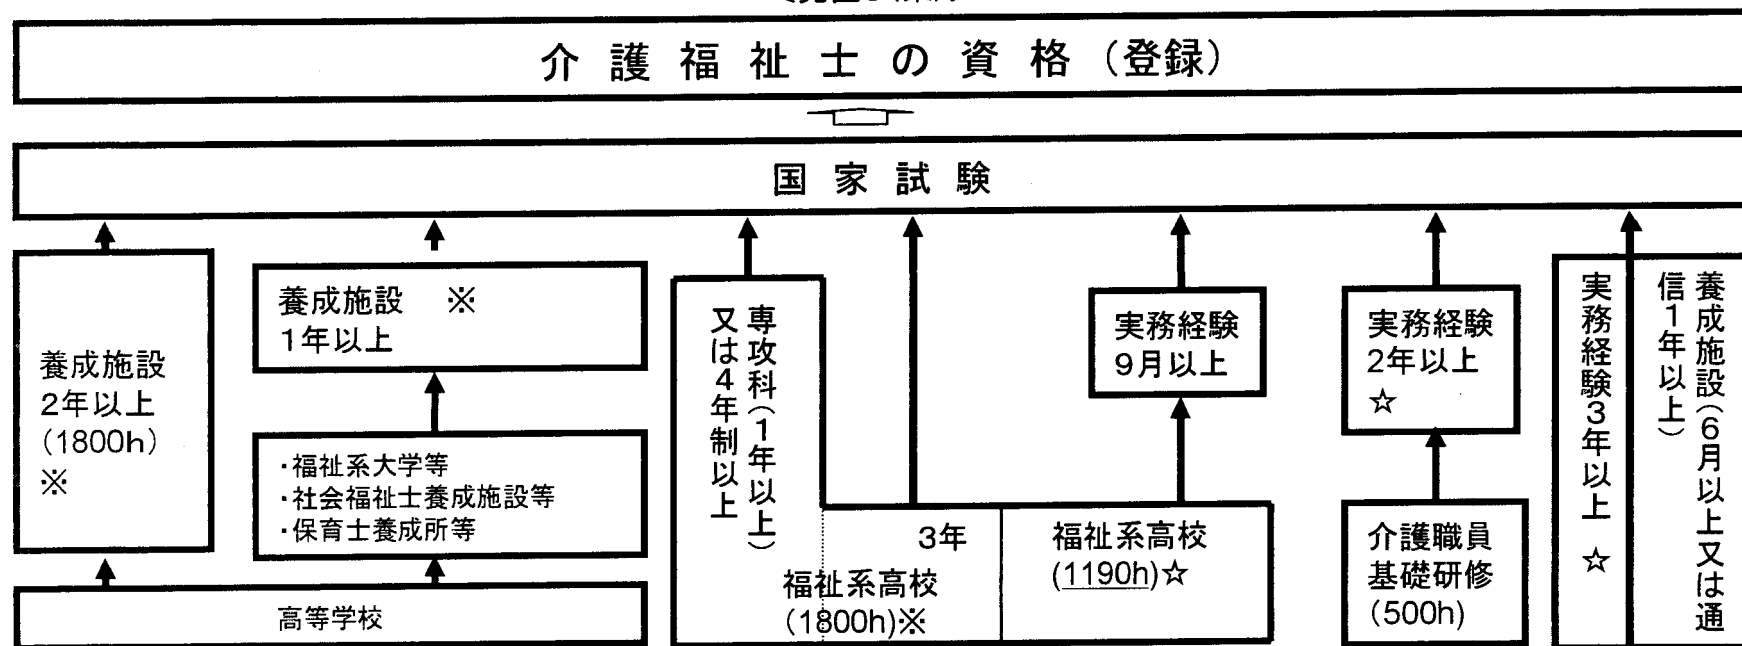 介護福祉士の資格(登録)
国家試験
養成施設
2年以上
(1800h)
※
養成施設 ※
1年以上
・福祉系大学等
・社会福祉士養成施設等
・保育士養成所等
高等学校
専攻科(1年以上)
又は4年制以上
3年
福祉系高校
(1800h)※
実務経験
9月以上
福祉系高校
(1190h)☆
実務経験
2年以上
☆
介護職員
基礎研修
(500h)
実務経験3年以上 ☆
養成施設(6月以上又は通
信1年以上)